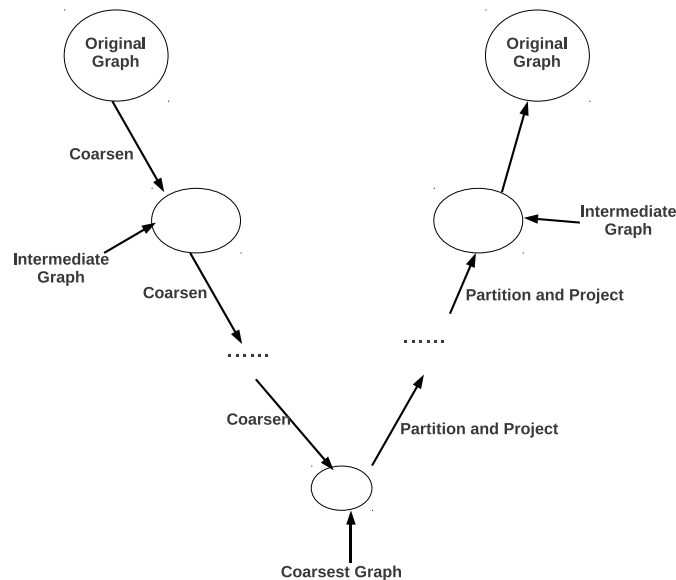 Original
Graph
Original
Graph
Coarsen
Intermediate
Graph
Intermediate
Graph
Coarsen
Partition and Project
......
......
Coarsen
Partition and Project
Coarsest Graph